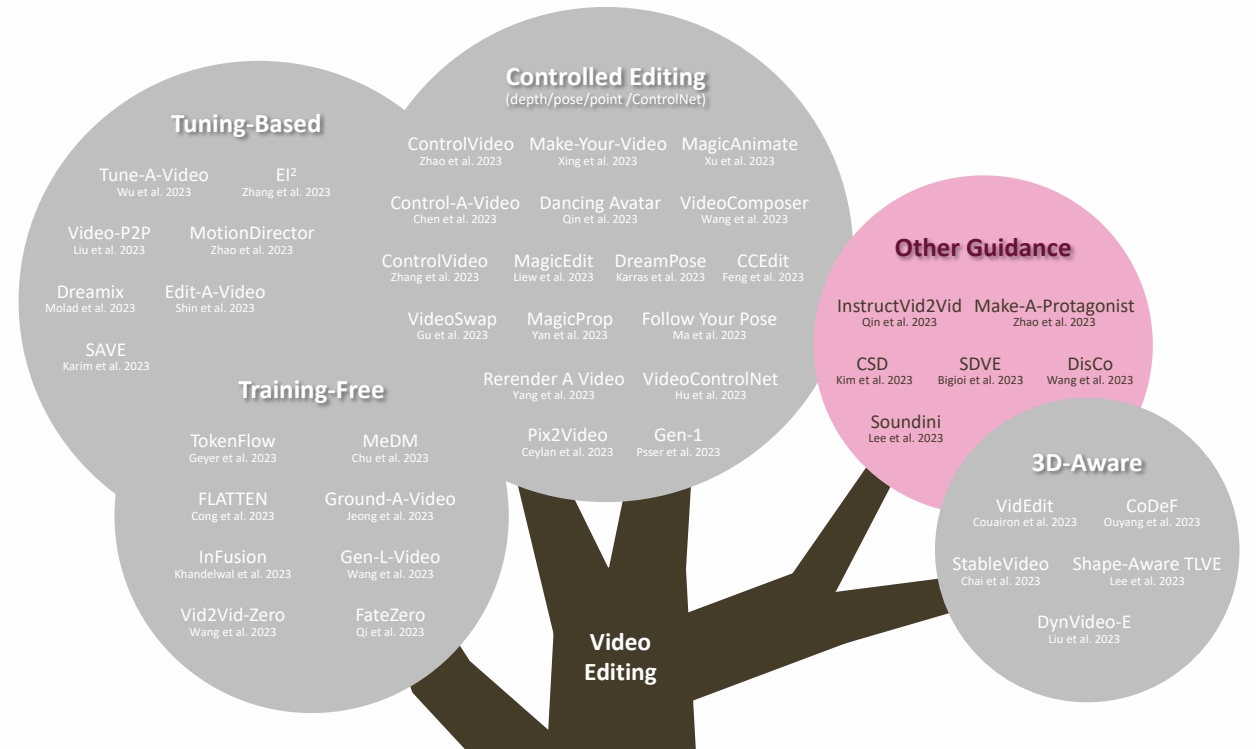 Tuning-Based
Tune-A-Video
Wu et al. 2023
EI²
Zhang et al. 2023
Video-P2P
Liu et al. 2023
MotionDirector
Zhao et al. 2023
Dreamix
Molad et al. 2023
Edit-A-Video
Shin et al. 2023
SAVE
Karim et al. 2023
Controlled Editing
(depth/pose/point /ControlNet)
ControlVideo
Zhao et al. 2023
Make-Your-Video
Xing et al. 2023
MagicAnimate
Xu et al. 2023
Control-A-Video
Chen et al. 2023
Dancing Avatar
Qin et al. 2023
VideoComposer
Wang et al. 2023
ControlVideo
Zhang et al. 2023
MagicEdit
Liew et al. 2023
DreamPose
Karras et al. 2023
CCEdit
Feng et al. 2023
VideoSwap
Gu et al. 2023
MagicProp
Yan et al. 2023
Follow Your Pose
Ma et al. 2023
Rerender A Video
Yang et al. 2023
VideoControlNet
Hu et al. 2023
Pix2Video
Ceylan et al. 2023
Gen-1
Psser et al. 2023
Training-Free
TokenFlow
Geyer et al. 2023
MeDM
Chu et al. 2023
FLATTEN
Cong et al. 2023
Ground-A-Video
Jeong et al. 2023
InFusion
Khandelwal et al. 2023
Gen-L-Video
Wang et al. 2023
Vid2Vid-Zero
Wang et al. 2023
FateZero
Qi et al. 2023
Other Guidance
InstructVid2Vid
Qin et al. 2023
Make-A-Protagonist
Zhao et al. 2023
CSD
Kim et al. 2023
SDVE
Bigioi et al. 2023
DisCo
Wang et al. 2023
Soundini
Lee et al. 2023
3D-Aware
VidEdit
Couairon et al. 2023
CoDeF
Ouyang et al. 2023
StableVideo
Chai et al. 2023
Shape-Aware TLVE
Lee et al. 2023
DynVideo-E
Liu et al. 2023
Video
Editing